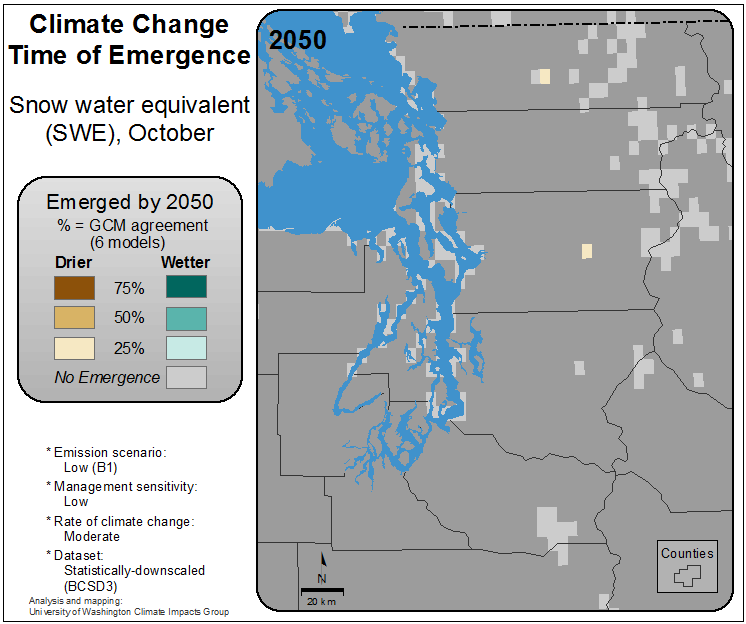 Climate Change
Time of Emergence
Snow water equivalent
(SWE), October
Emerged by 2050
% = GCM agreement
(6 models)
Drier Wetter
75%
50%
25%
No Emergence
* Emission scenario:
Low (B1)
* Management sensitivity:
Low
* Rate of climate change:
Moderate
* Dataset:
Statistically-downscaled
(BCSD3)
Analysis and mapping:
University of Washington Climate Impacts Group
2050
N
20 km
Counties